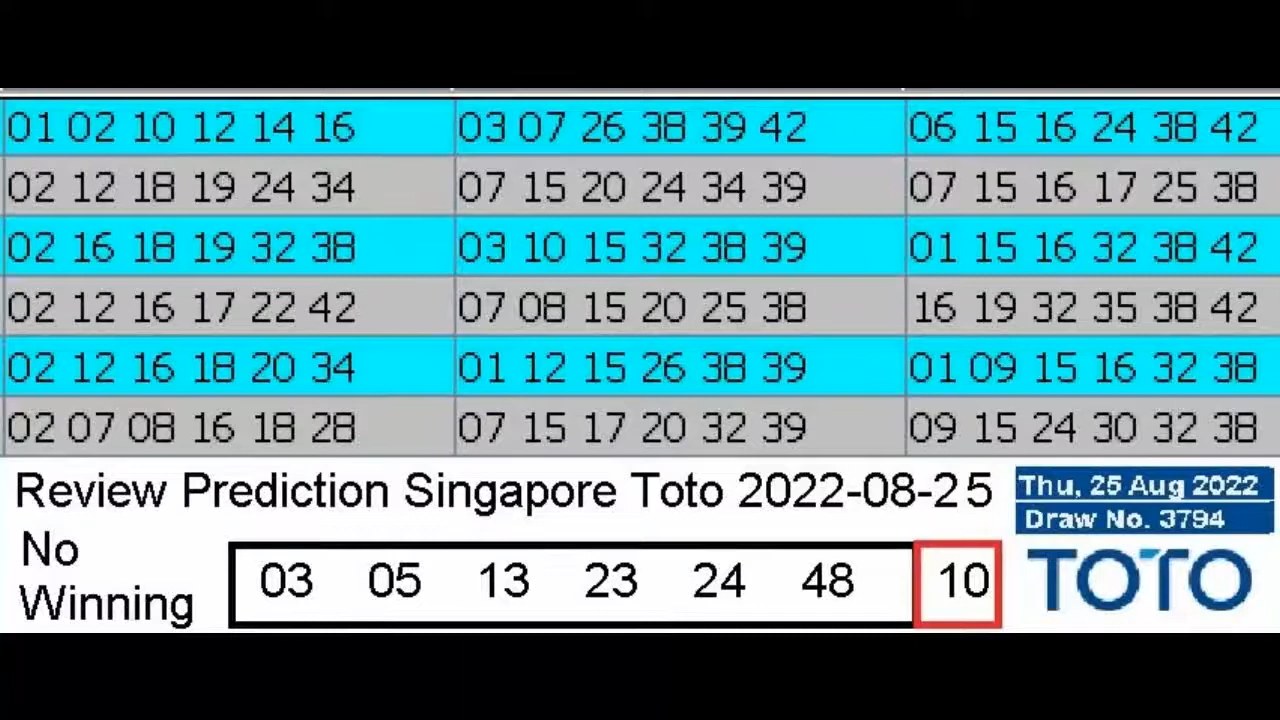 01 02 10 12 14 16 03 07 26 38 39 42 06 15 16 24 38 42
02 12 18 19 24 34 07 15 20 24 34 39 07 15 16 17 25 38
02 16 18 19 32 38 03 10 15 32 38 39 01 15 16 32 38 42
02 12 16 17 22 42 07 08 15 20 25 38 16 19 32 35 38 42
02 12 16 18 20 34 01 12 15 26 38 39 01 09 15 16 32 38
02 07 08 16 18 28 07 15 17 20 32 39 09 15 24 30 32 38
Review Prediction Singapore Toto 2022-08-25
Thu, 25 Aug 2022
Draw No. 3794
No
Winning
03 05 13 23 24 48 10
TOTO